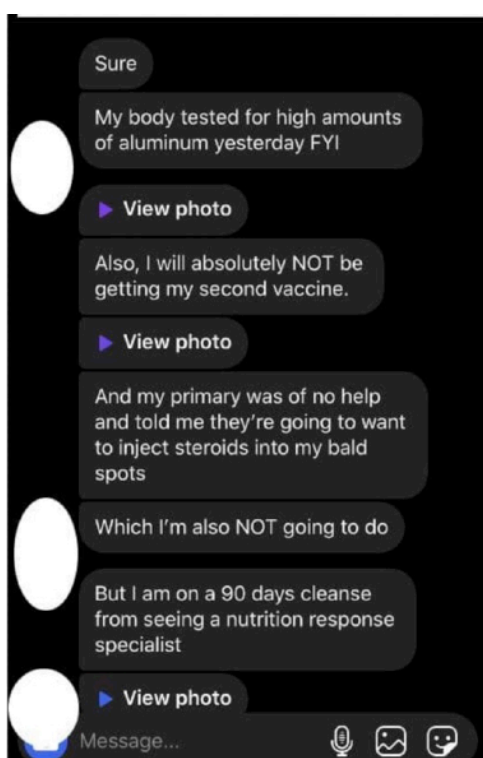 Sure
My body tested for high amounts
of aluminum yesterday FYI
View photo
Also, I will absolutely NOT be
getting my second vaccine.
View photo
And my primary was of no help
and told me they're going to want
to inject steroids into my bald
spots
Which I'm also NOT going to do
But I am on a 90 days cleanse
from seeing a nutrition response
specialist
View photo
Message...